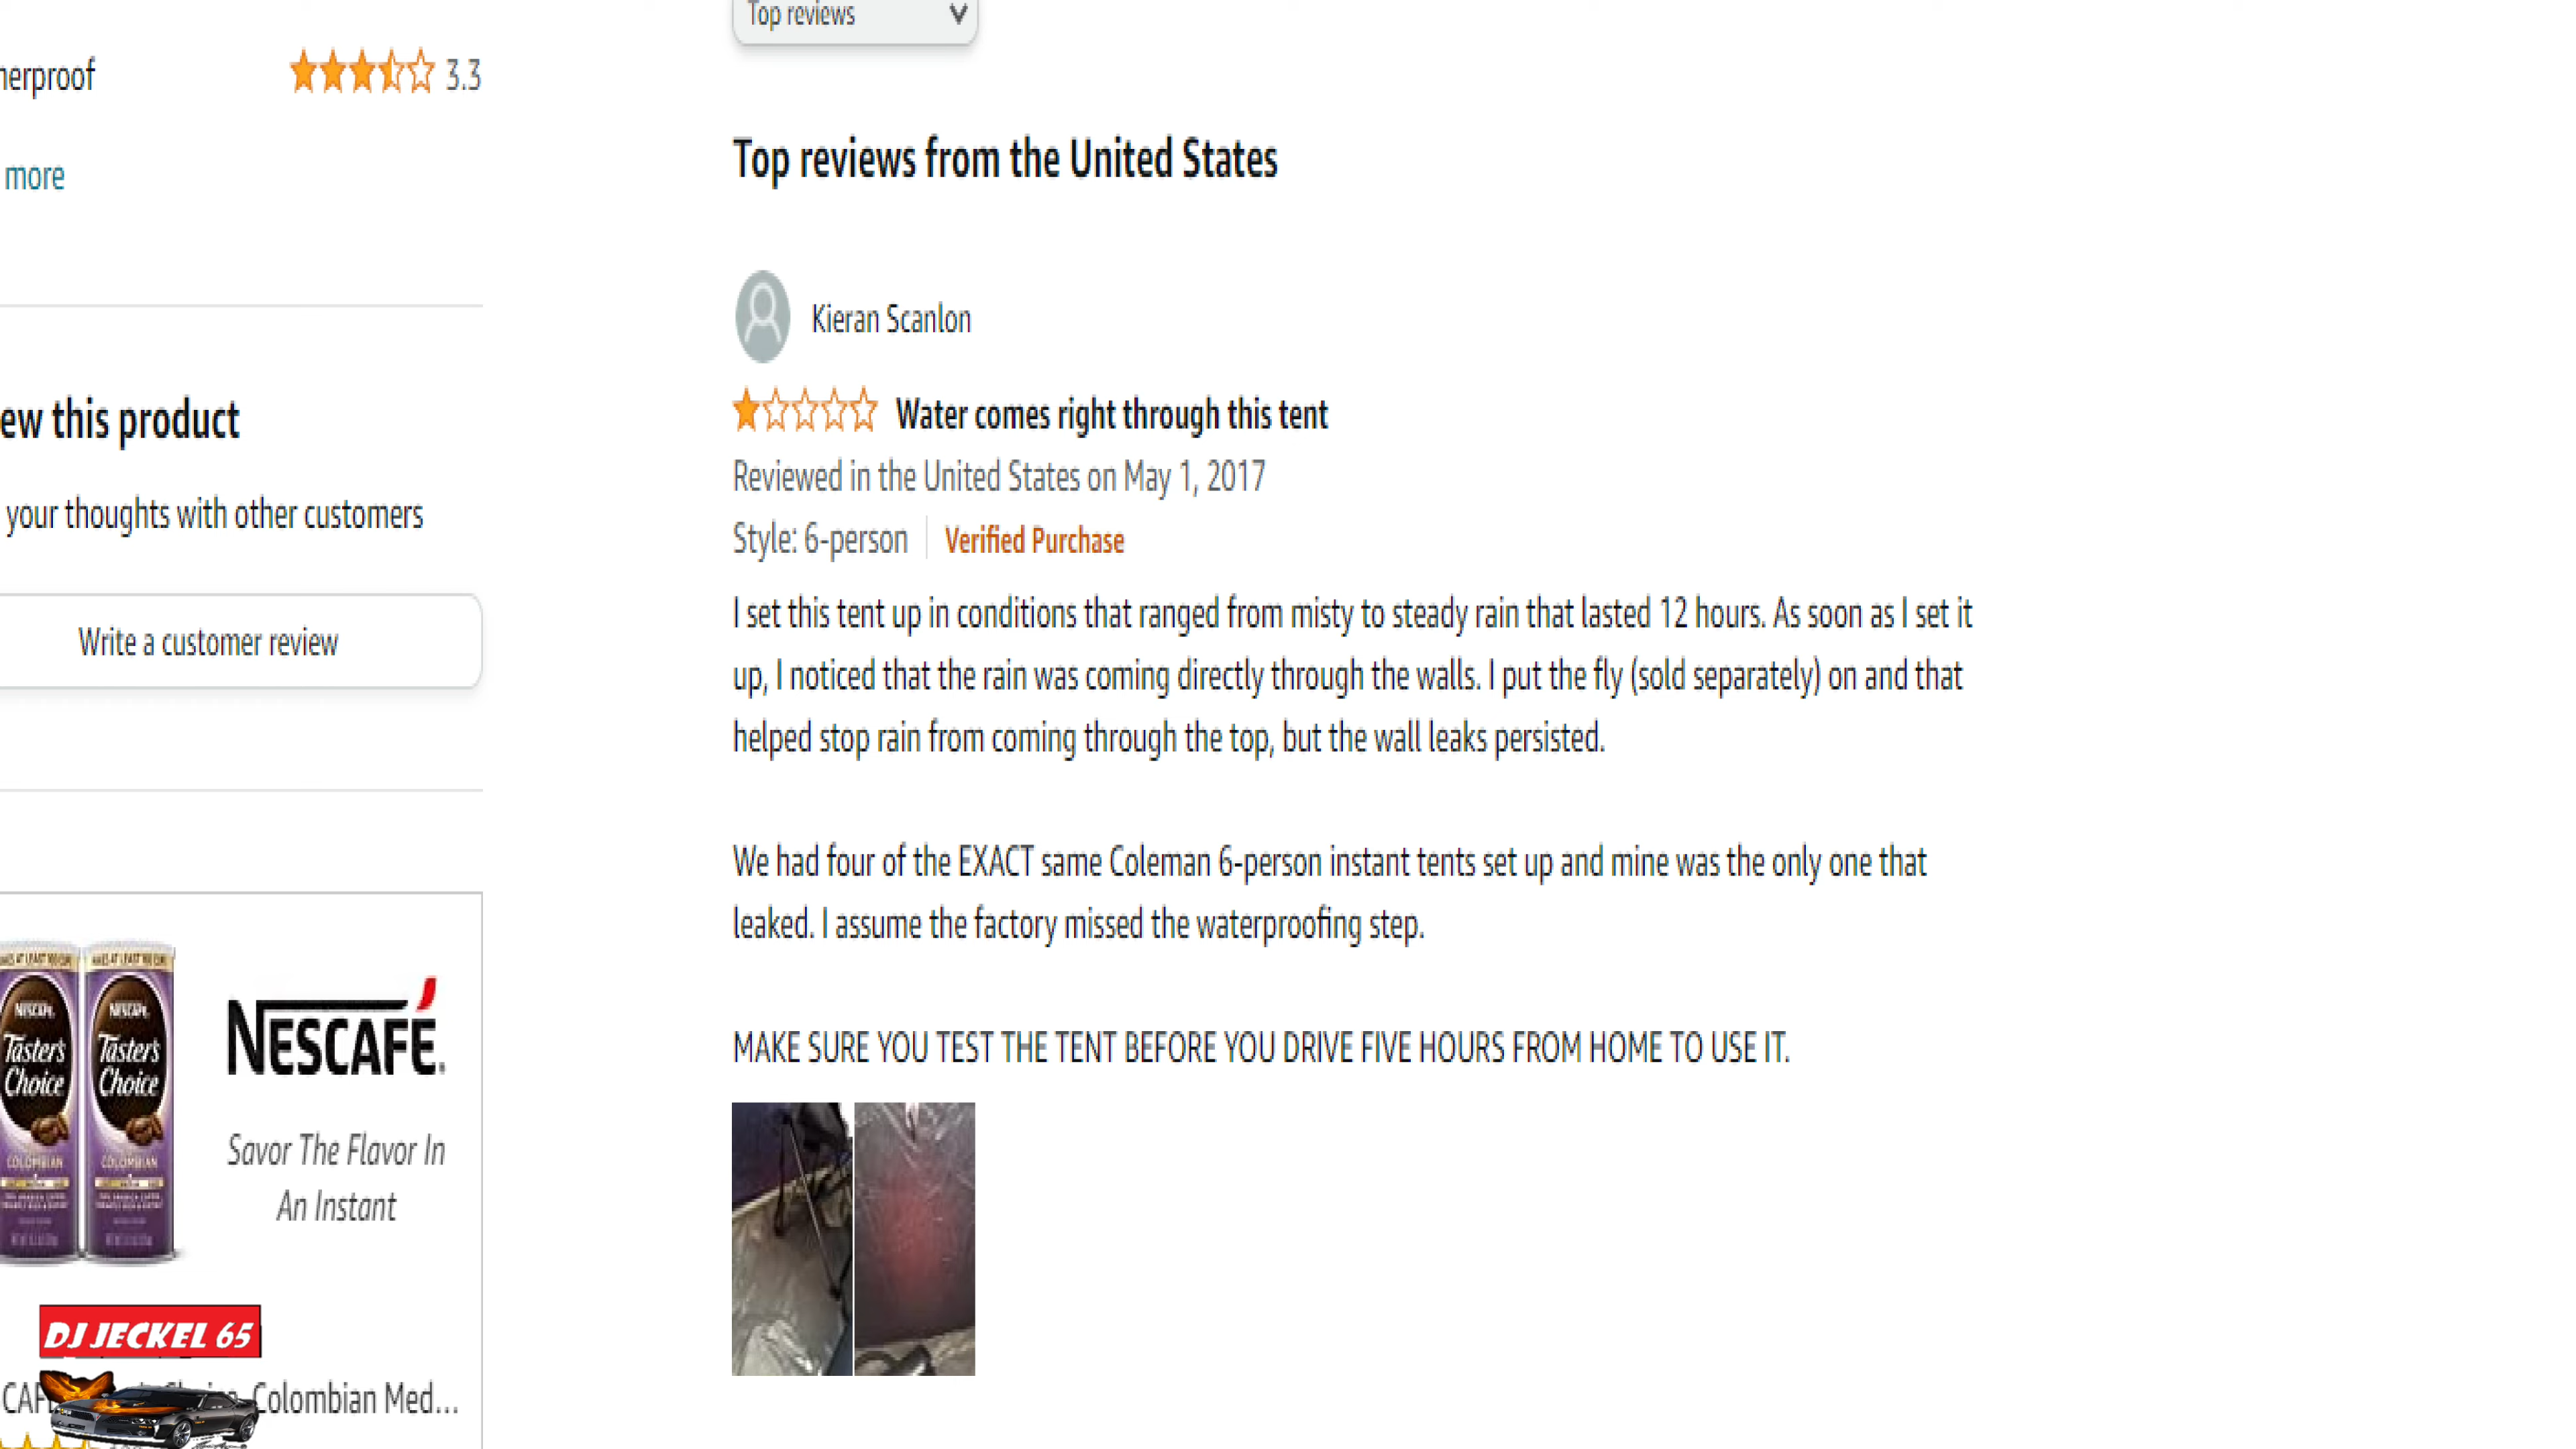 Top reviews
herproof
3.3
more
Top reviews from the United States
Kieran Scanlon
Water comes right through this tent
Reviewed in the United States on May 1, 2017
Style: 6-person
Verified Purchase
I set this tent up in conditions that ranged from misty to steady rain that lasted 12 hours. As soon as I set it
up, I noticed that the rain was coming directly through the walls. I put the fly (sold separately) on and that
helped stop rain from coming through the top, but the wall leaks persisted.
We had four of the EXACT same Coleman 6-person instant tents set up and mine was the only one that
leaked. I assume the factory missed the waterproofing step.
MAKE SURE YOU TEST THE TENT BEFORE YOU DRIVE FIVE HOURS FROM HOME TO USE IT.
ew this product
your thoughts with other customers
Write a customer review
NESCAFÉ
Taster's
Choice
COLOMBIAN
NESCAFÉ
Taster's
Choice
COLOMBIAN
NESCAFÉ.
Savor The Flavor In
An Instant
DJ JECKEL 65
CAF
Colombian Med...